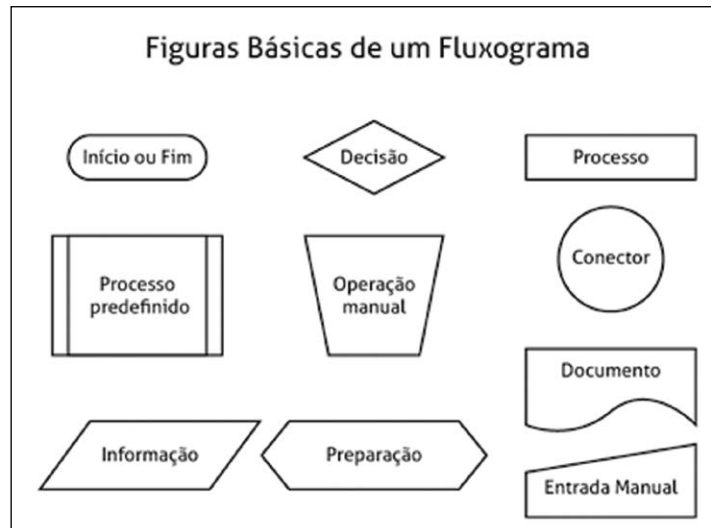 Figuras Básicas de um Fluxograma
Início ou Fim
Decisão
Processo
Processo
predefinido
Operação
manual
Conector
Documento
Informação
Preparação
Entrada Manual